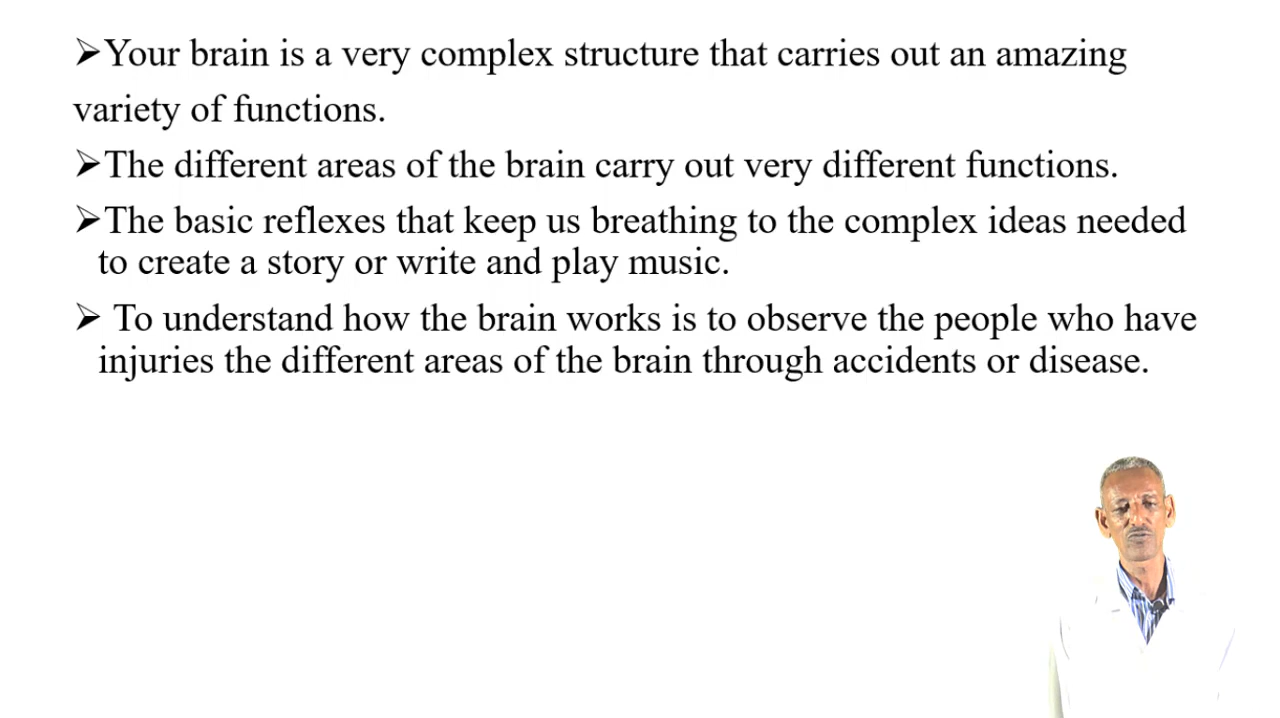 ➢Your brain is a very complex structure that carries out an amazing
variety of functions.
➢The different areas of the brain carry out very different functions.
➢The basic reflexes that keep us breathing to the complex ideas needed
to create a story or write and play music.
➢ To understand how the brain works is to observe the people who have
injuries the different areas of the brain through accidents or disease.